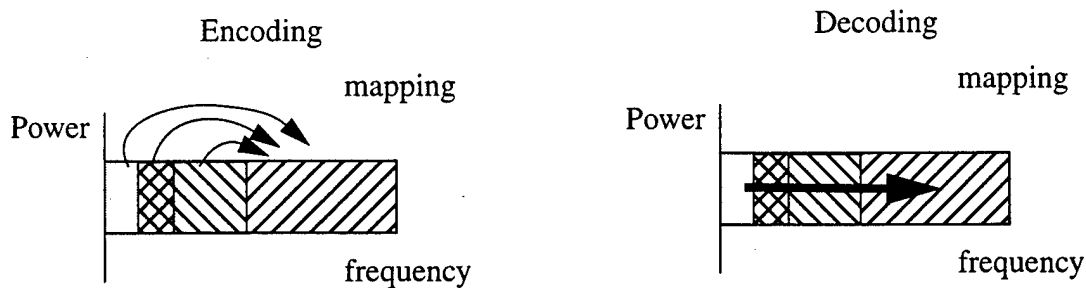 Encoding
mapping
Power
frequency
Decoding
mapping
Power
frequency